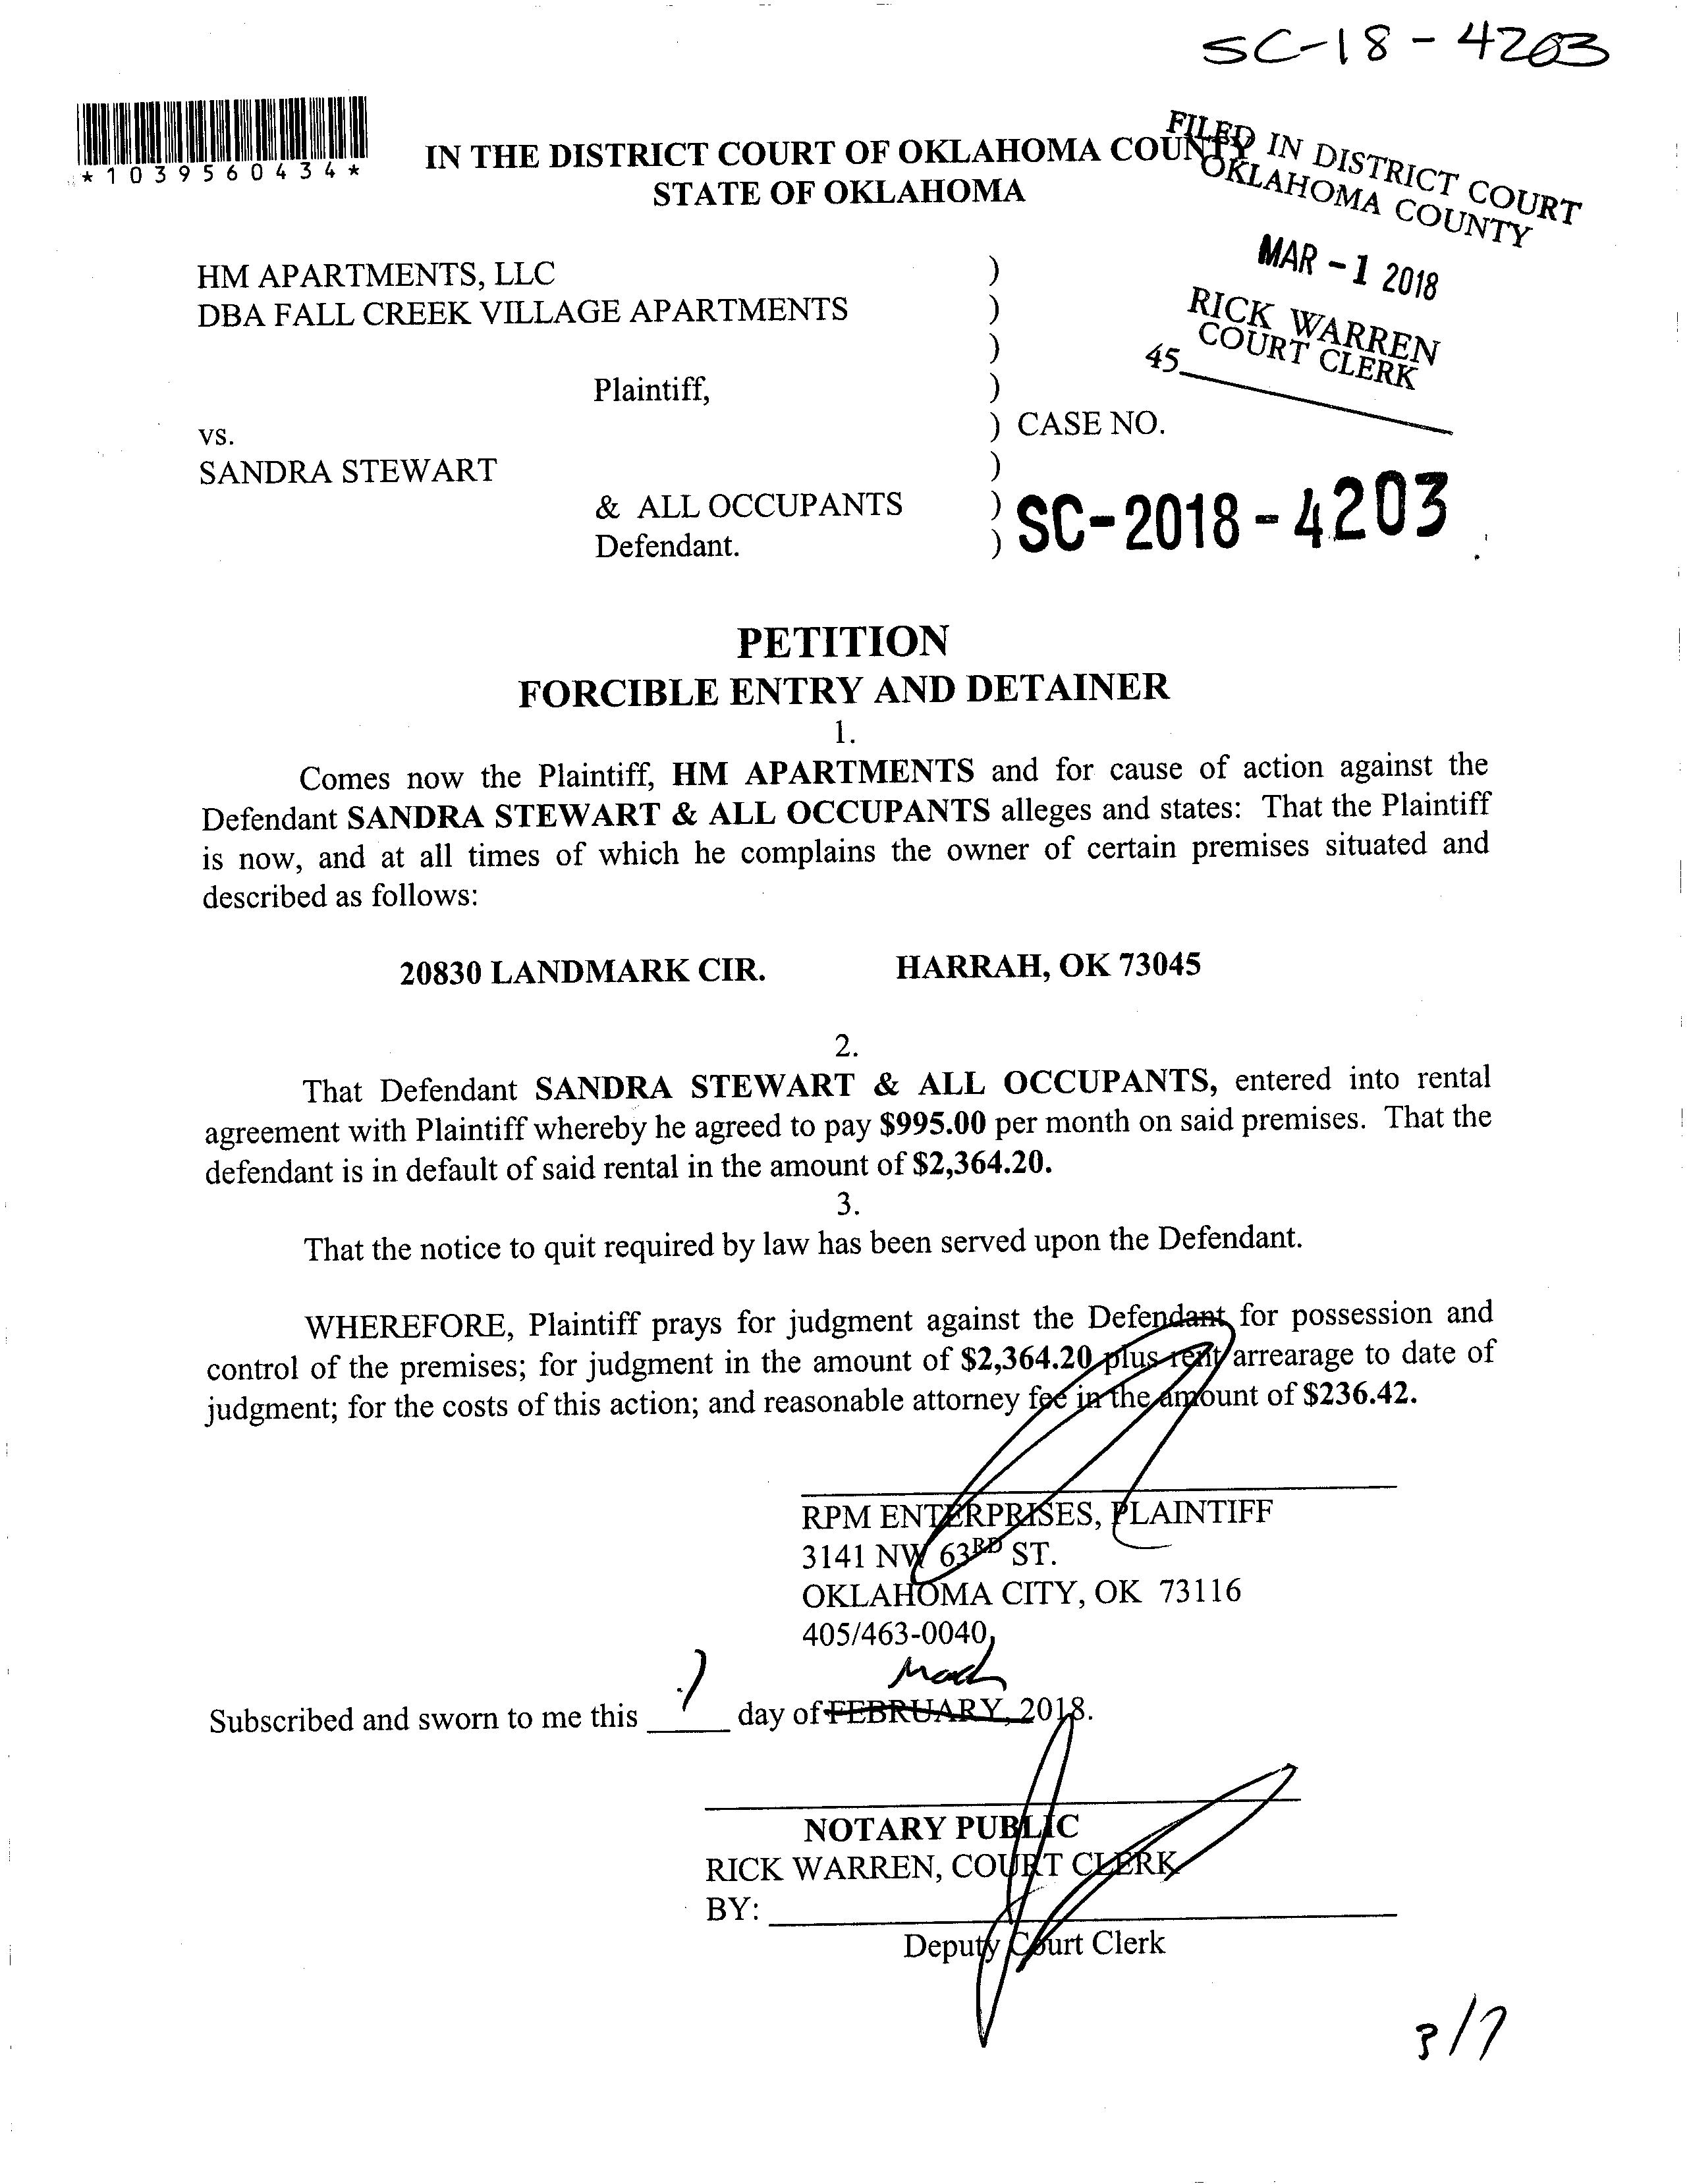 SC-18-4203
*1039560434*
IN THE DISTRICT COURT OF OKLAHOMA COUNTY
STATE OF OKLAHOMA
FILED IN DISTRICT COURT
OKLAHOMA COUNTY
MAR -1 2018
RICK WARREN
COURT CLERK
45
HM APARTMENTS, LLC )
DBA FALL CREEK VILLAGE APARTMENTS )
)
Plaintiff, )
vs. ) CASE NO.
SANDRA STEWART )
& ALL OCCUPANTS ) SC-2018-4203
Defendant. )
PETITION
FORCIBLE ENTRY AND DETAINER
1.
Comes now the Plaintiff, HM APARTMENTS and for cause of action against the
Defendant SANDRA STEWART & ALL OCCUPANTS alleges and states: That the Plaintiff
is now, and at all times of which he complains the owner of certain premises situated and
described as follows:
20830 LANDMARK CIR. HARRAH, OK 73045
2.
That Defendant SANDRA STEWART & ALL OCCUPANTS, entered into rental
agreement with Plaintiff whereby he agreed to pay $995.00 per month on said premises. That the
defendant is in default of said rental in the amount of $2,364.20.
3.
That the notice to quit required by law has been served upon the Defendant.
WHEREFORE, Plaintiff prays for judgment against the Defendant, for possession and
control of the premises; for judgment in the amount of $2,364.20 plus rent arrearage to date of
judgment; for the costs of this action; and reasonable attorney fee in the amount of $236.42.
RPM ENTERPRISES, PLAINTIFF
3141 NW 63RD ST.
OKLAHOMA CITY, OK 73116
405/463-0040
March
Subscribed and sworn to me this 1 day of FEBRUARY, 2018.
NOTARY PUBLIC
RICK WARREN, COURT CLERK
BY:
Deputy Court Clerk
3/7